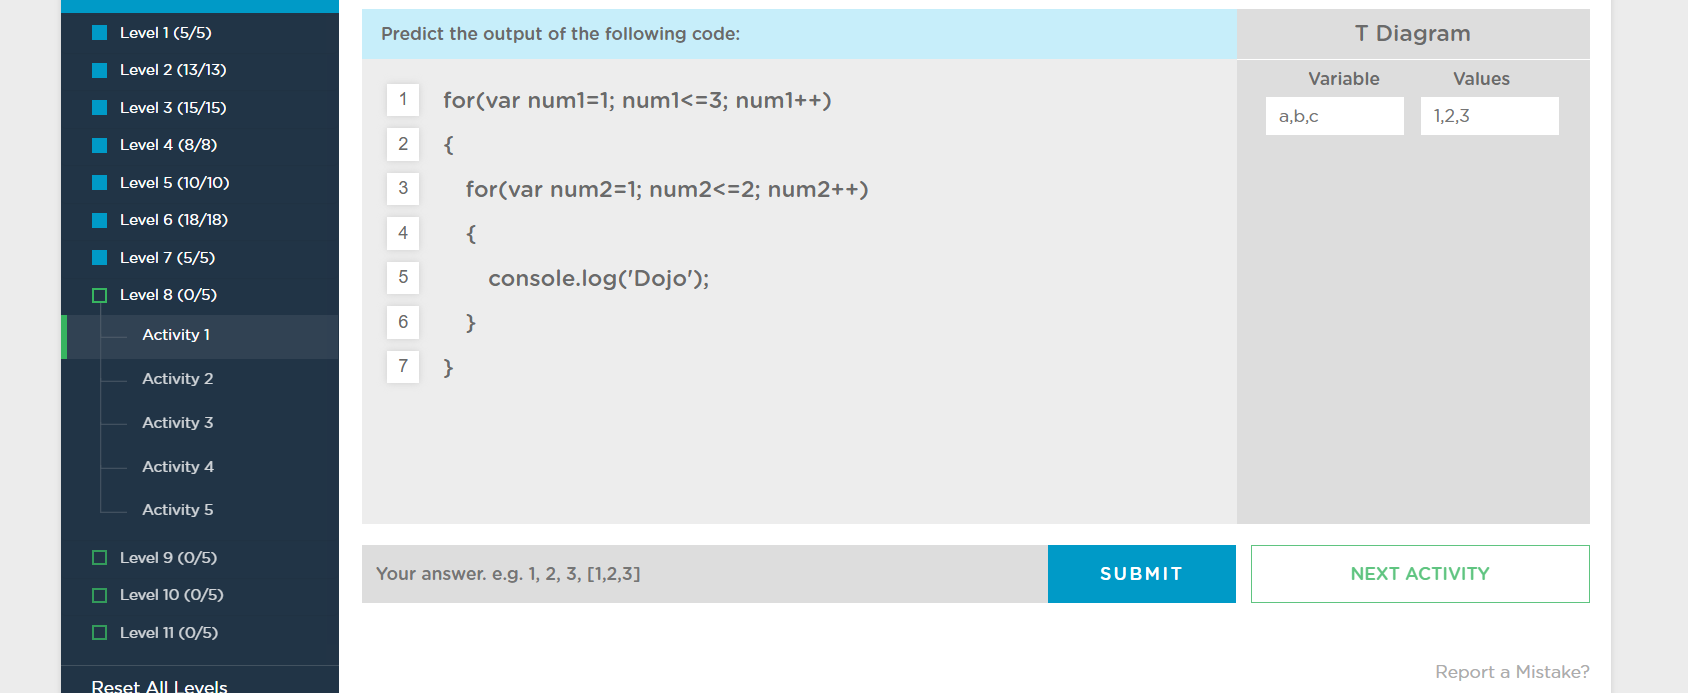 Level 1 (5/5)
Level 2 (13/13)
Level 3 (15/15)
Level 4 (8/8)
Level 5 (10/10)
Level 6 (18/18)
Level 7 (5/5)
Level 8 (0/5)
Activity 1
Activity 2
Activity 3
Activity 4
Activity 5
Level 9 (0/5)
Level 10 (0/5)
Level 11 (0/5)
Reset All Levels
Predict the output of the following code:
1 for(var num1=1; num1<=3; num1++)
2 {
3 for(var num2=1; num2<=2; num2++)
4 {
5 console.log('Dojo');
6 }
7 }
T Diagram
Variable Values
a,b,c 1,2,3
Your answer. e.g. 1, 2, 3, [1,2,3]
SUBMIT
NEXT ACTIVITY
Report a Mistake?